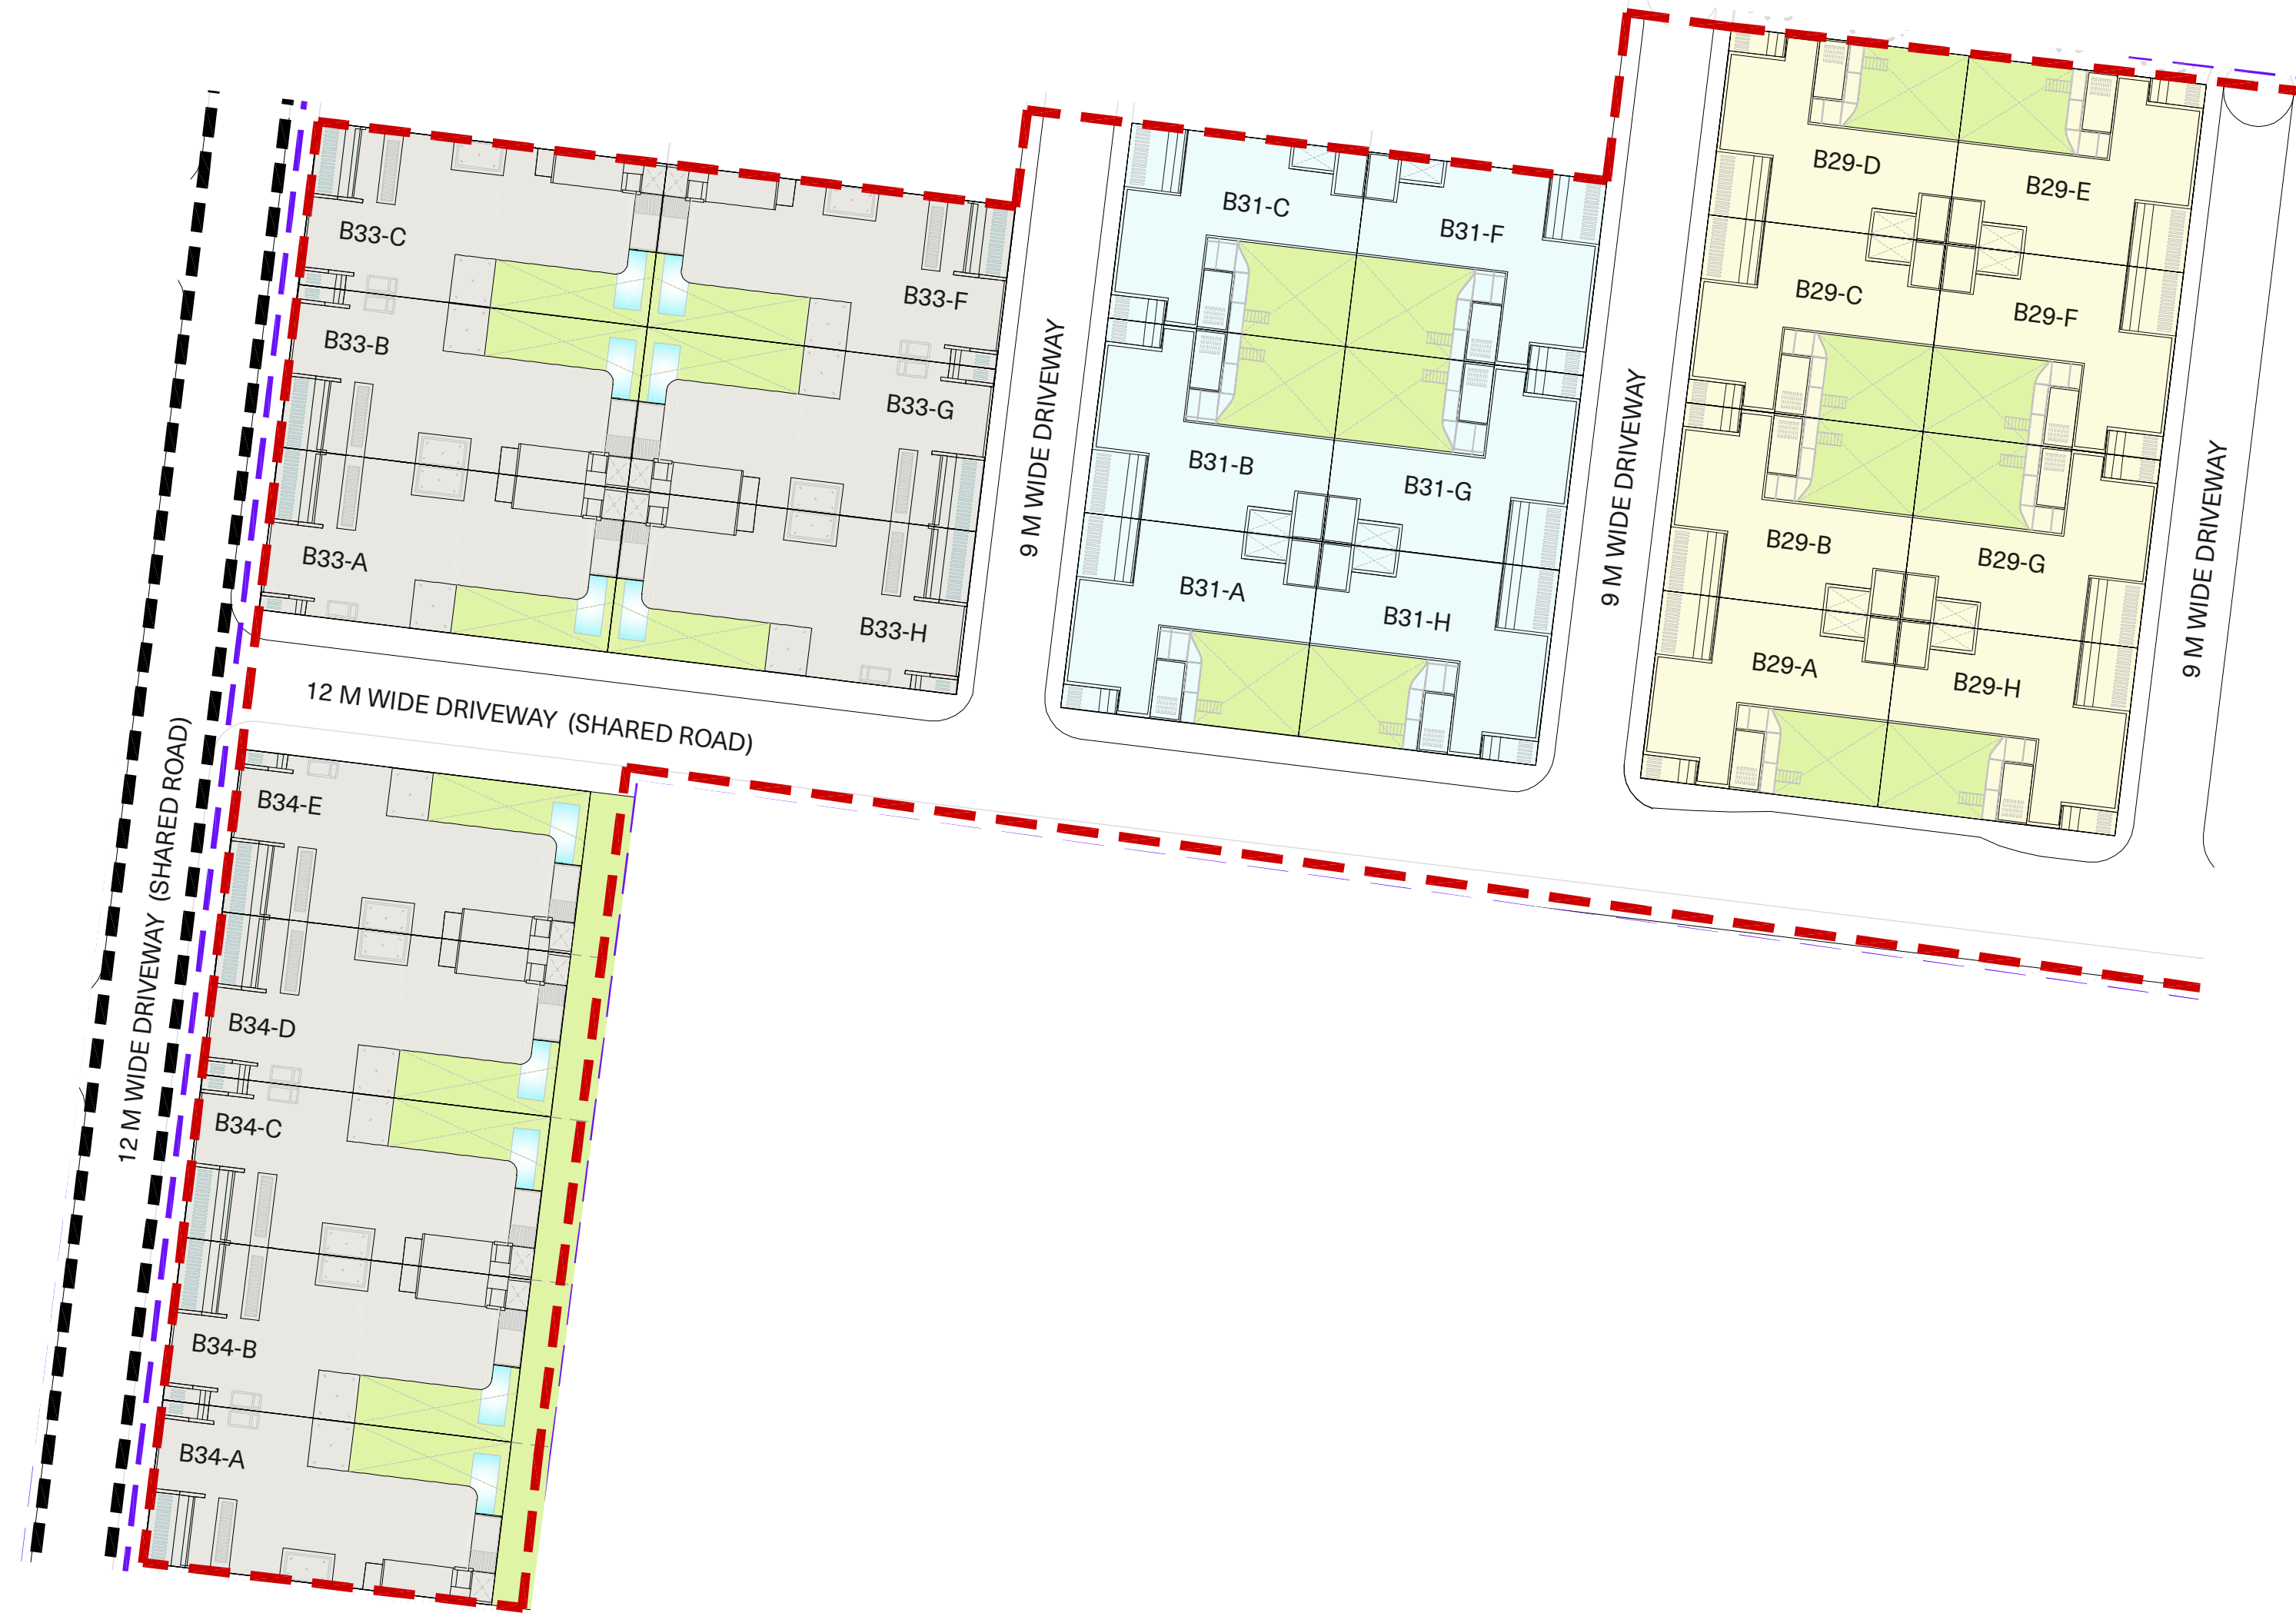 B33-C
B33-B
B33-A
B33-F
B33-G
B33-H
9 M WIDE DRIVEWAY
B31-C
B31-F
B31-B
B31-G
B31-A
B31-H
9 M WIDE DRIVEWAY
B29-D
B29-E
B29-C
B29-F
B29-B
B29-G
B29-A
B29-H
9 M WIDE DRIVEWAY
12 M WIDE DRIVEWAY (SHARED ROAD)
12 M WIDE DRIVEWAY (SHARED ROAD)
B34-E
B34-D
B34-C
B34-B
B34-A